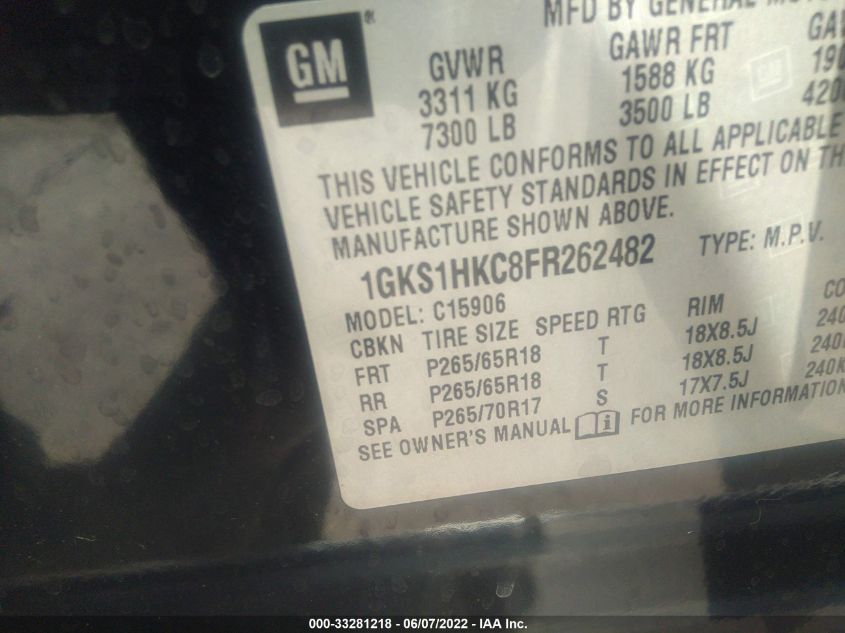 GM
MFD BY GENERAL
GVWR GAWR FRT
3311 KG 1588 KG
7300 LB 3500 LB
THIS VEHICLE CONFORMS TO ALL APPLICABLE
VEHICLE SAFETY STANDARDS IN EFFECT ON
MANUFACTURE SHOWN ABOVE.
1GKS1HKC8FR262482 TYPE: M.P.V.
MODEL: C15906
CBKN TIRE SIZE SPEED RTG RIM
FRT P265/65R18 T 18X8.5J
RR P265/65R18 T 18X8.5J
SPA P265/70R17 S 17X7.5J
SEE OWNER'S MANUAL FOR MORE INFORMATION
000-33281218 - 06/07/2022 - IAA Inc.